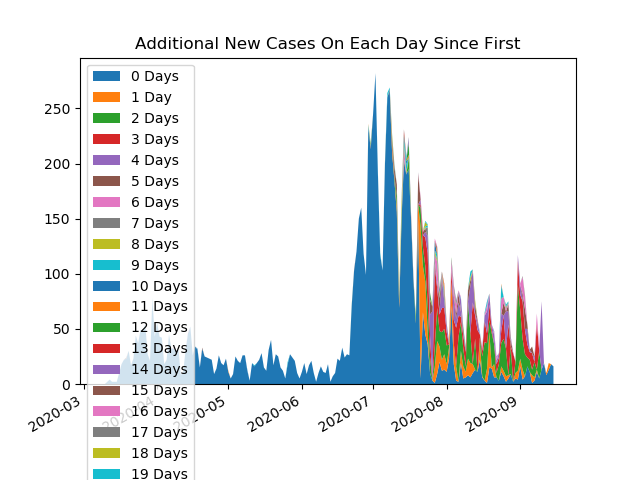 Additional New Cases On Each Day Since First
250
200
150
100
50
0
0 Days
1 Day
2 Days
3 Days
4 Days
5 Days
6 Days
7 Days
8 Days
9 Days
10 Days
11 Days
12 Days
13 Days
14 Days
15 Days
16 Days
17 Days
18 Days
19 Days
2020-03
2020-04
2020-05
2020-06
2020-07
2020-08
2020-09